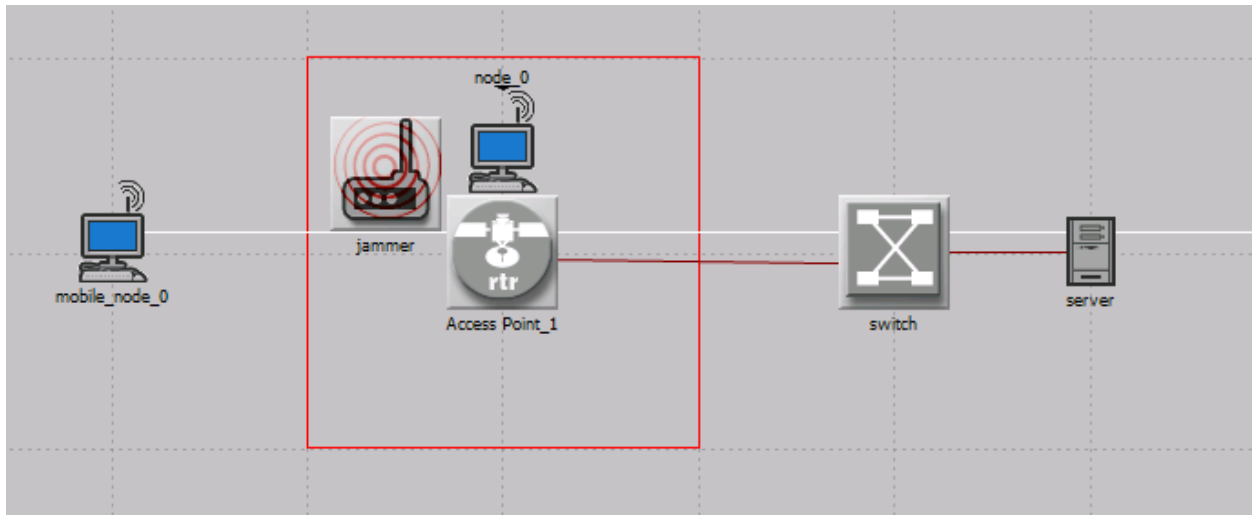 node_0
jammer
mobile_node_0
rtr
Access Point_1
switch
server